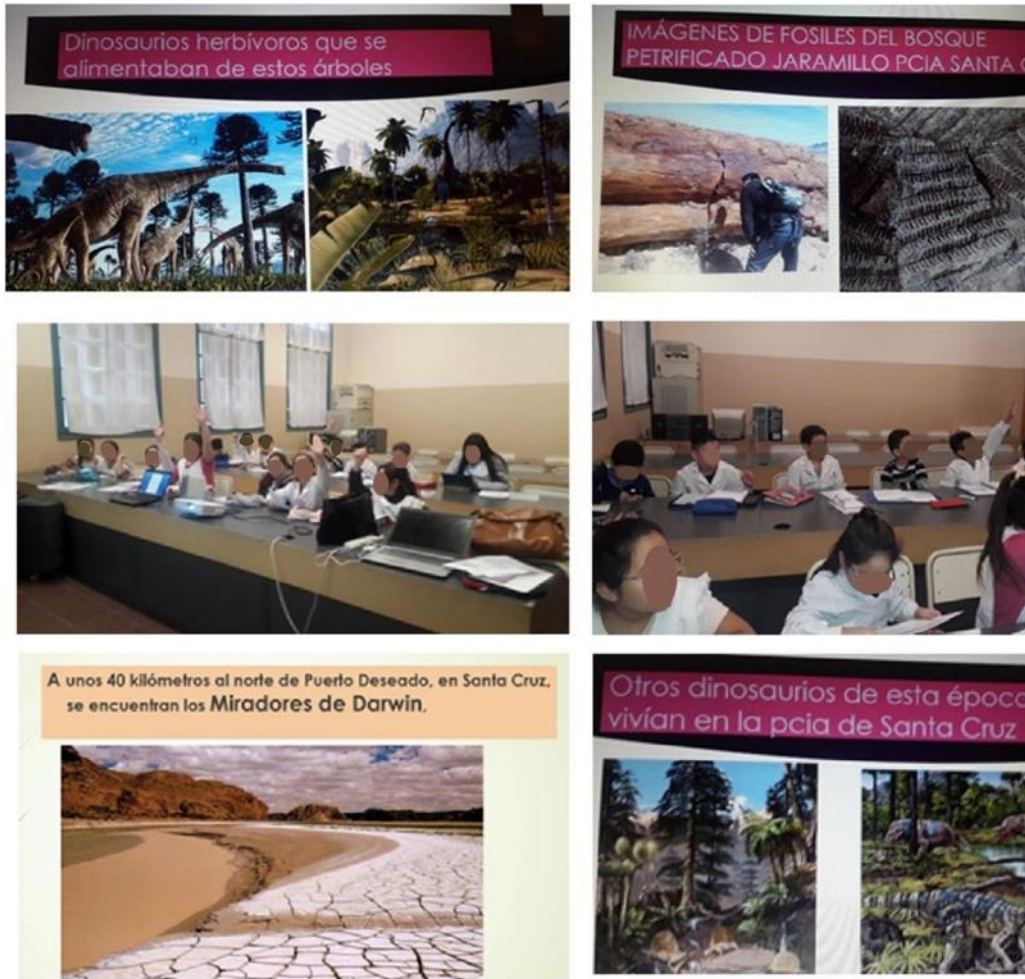 Dinosaurios herbívoros que se
alimentaban de estos árboles
IMÁGENES DE FOSILES DEL BOSQUE
PETRIFICADO JARAMILLO PCIA SANTA
A unos 40 kilómetros al norte de Puerto Deseado, en Santa Cruz,
se encuentran los Miradores de Darwin.
Otros dinosaurios de esta época
vivían en la pcia de Santa Cruz